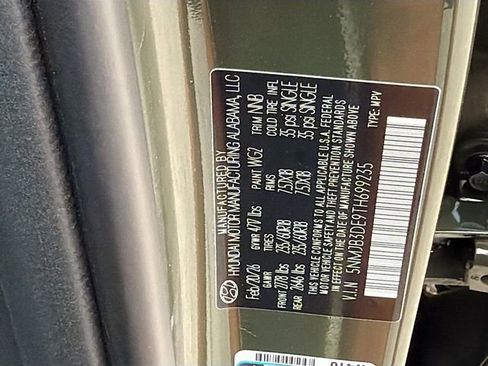 MANUFACTURED BY
HYUNDAI MOTOR MANUFACTURING ALABAMA, LLC
Feb/20/26 GVWR 4717 lbs PAINT WG2 TRIM NNB
GAWR TIRES RIMS COLD TIRE INFL
FRONT 2778 lbs 235/60R18 7.5JX18 35 psi SINGLE
REAR 2646 lbs 235/60R18 7.5JX18 35 psi SINGLE
THIS VEHICLE CONFORMS TO ALL APPLICABLE U.S.A. FEDERAL
MOTOR VEHICLE SAFETY AND THEFT PREVENTION STANDARDS
IN EFFECT ON THE DATE OF MANUFACTURE SHOWN ABOVE
V.I.N 5NMJB3DE9TH699235 TYPE: MPV